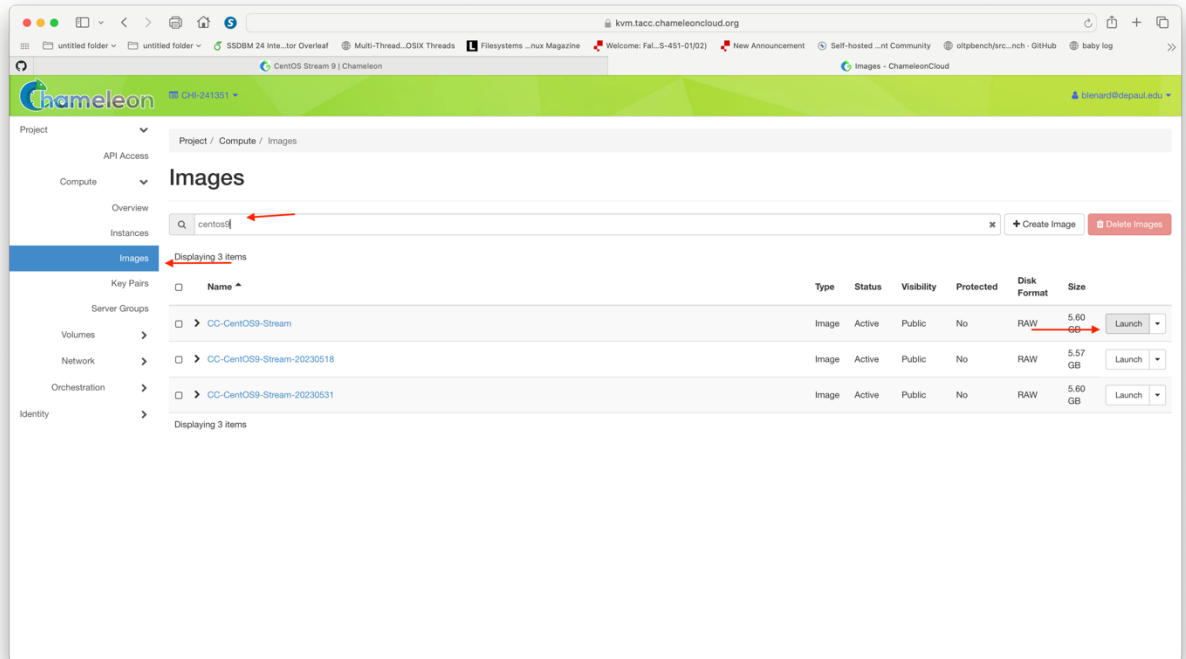 kvm.tacc.chameleoncloud.org
untitled folder untitled folder SSDBM 24 Inte...tor Overleaf Multi-Thread...OSIX Threads Filesystems ...nux Magazine Welcome: Fal...S-451-01/02) New Announcement Self-hosted ...nt Community oltpbench/src...nch · GitHub baby log
CentOS Stream 9 | Chameleon Images - ChameleonCloud
Chameleon CHI-241351 blenard@depaul.edu
Project
API Access
Compute
Overview
Instances
Images
Key Pairs
Server Groups
Volumes
Network
Orchestration
Identity
Project / Compute / Images
Images
centos9 + Create Image Delete Images
Displaying 3 items
Name Type Status Visibility Protected Disk Format Size
CC-CentOS9-Stream Image Active Public No RAW 5.60 GB Launch
CC-CentOS9-Stream-20230518 Image Active Public No RAW 5.57 GB Launch
CC-CentOS9-Stream-20230531 Image Active Public No RAW 5.60 GB Launch
Displaying 3 items